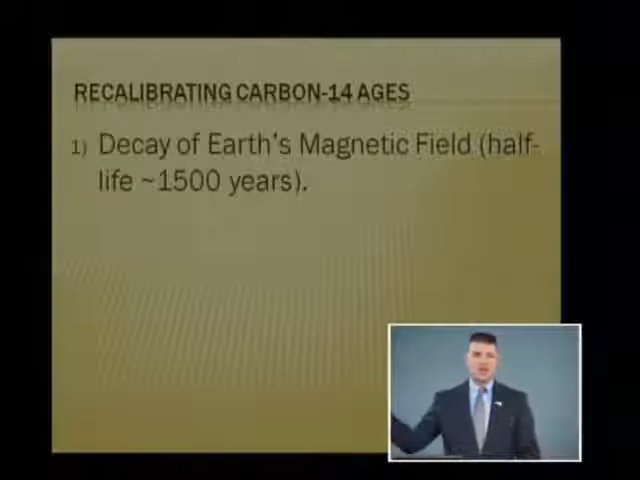 RECALIBRATING CARBON-14 AGES
1) Decay of Earth's Magnetic Field (half-
life ~1500 years).